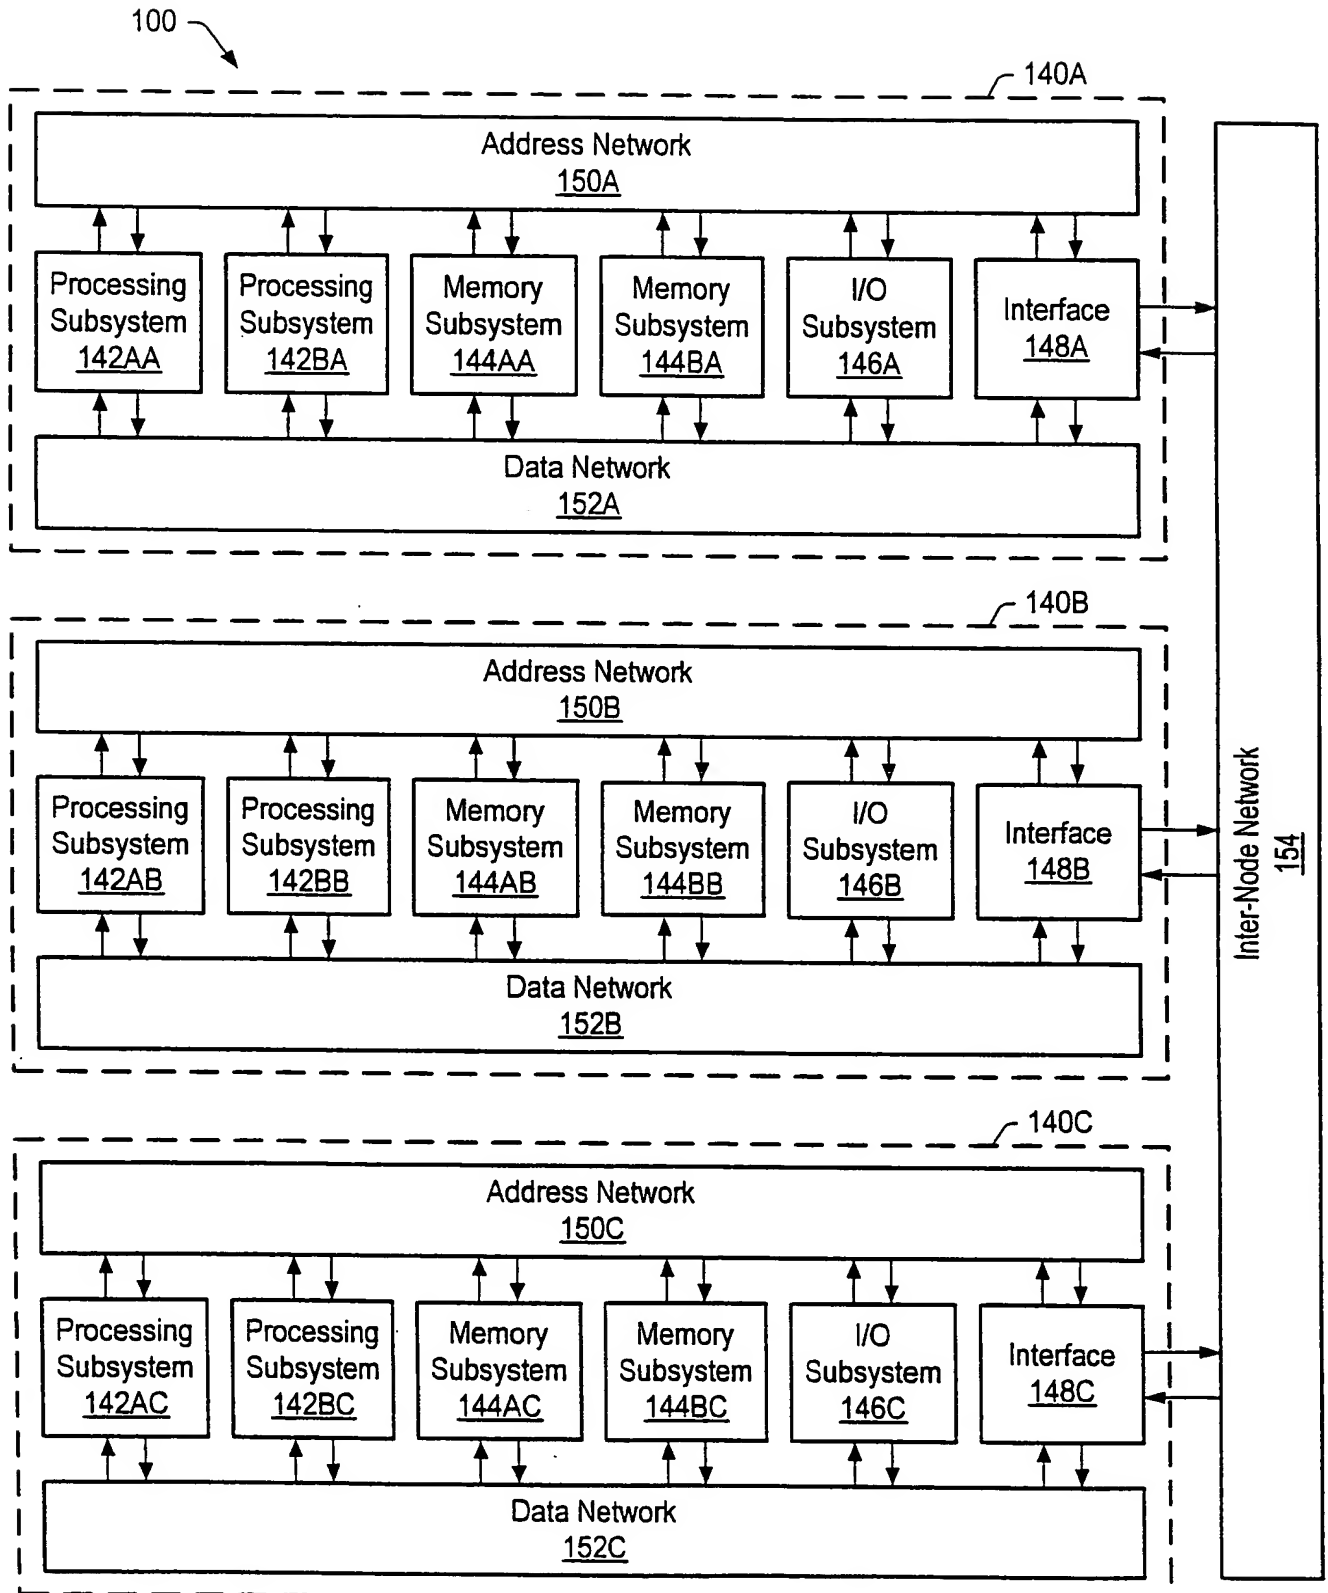 100
140A
Address Network
150A
Processing
Subsystem
142AA
Processing
Subsystem
142BA
Memory
Subsystem
144AA
Memory
Subsystem
144BA
I/O
Subsystem
146A
Interface
148A
Data Network
152A
140B
Address Network
150B
Processing
Subsystem
142AB
Processing
Subsystem
142BB
Memory
Subsystem
144AB
Memory
Subsystem
144BB
I/O
Subsystem
146B
Interface
148B
Data Network
152B
140C
Address Network
150C
Processing
Subsystem
142AC
Processing
Subsystem
142BC
Memory
Subsystem
144AC
Memory
Subsystem
144BC
I/O
Subsystem
146C
Interface
148C
Data Network
152C
Inter-Node Network
154